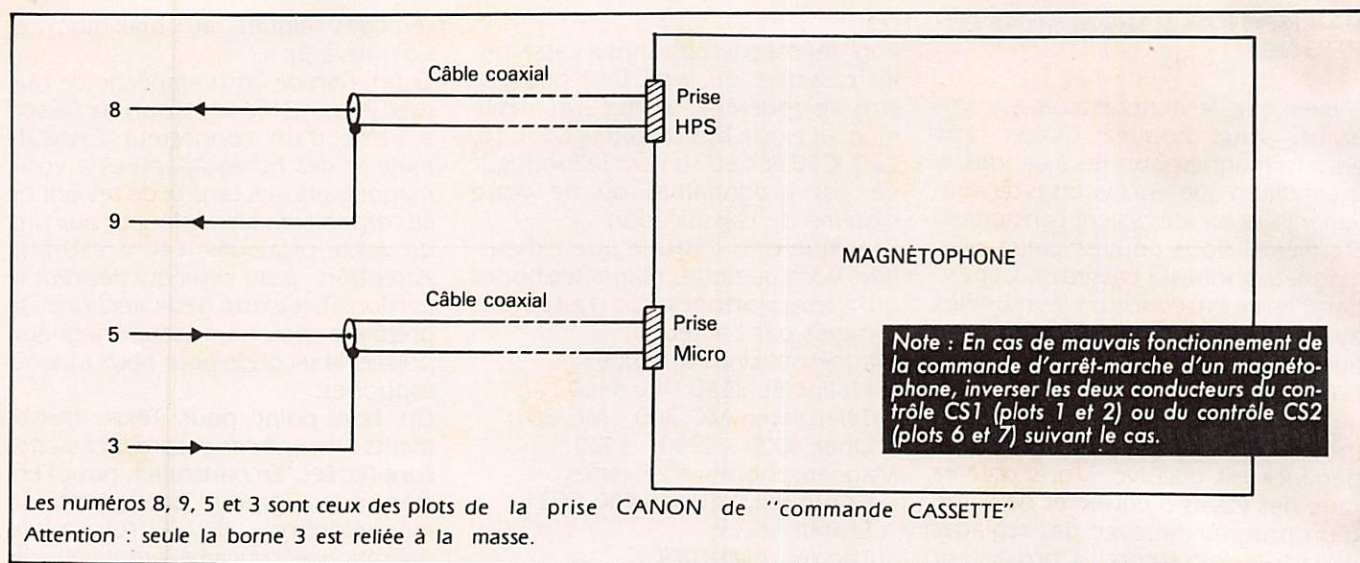 Câble coaxial
8
Prise
HPS
9
MAGNÉTOPHONE
Câble coaxial
5
Prise
Micro
3
Note : En cas de mauvais fonctionnement de
la commande d'arrêt-marche d'un magnéto-
phone, inverser les deux conducteurs du con-
trôle CS1 (plots 1 et 2) ou du contrôle CS2
(plots 6 et 7) suivant le cas.
Les numéros 8, 9, 5 et 3 sont ceux des plots de la prise CANON de ''commande CASSETTE''
Attention : seule la borne 3 est reliée à la masse.